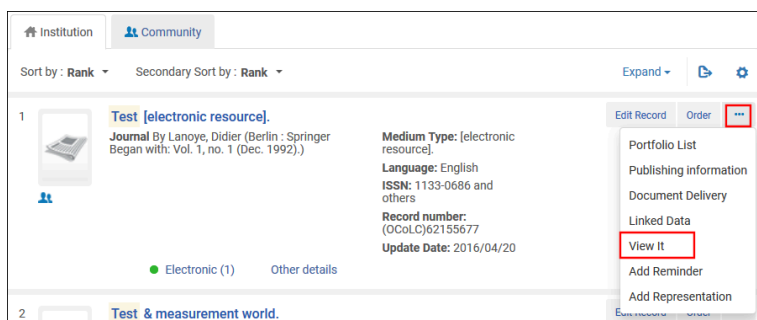 Institution
Community
Sort by : Rank
Secondary Sort by : Rank
Expand
1
Test [electronic resource].
Edit Record
Order
Journal By Lanoye, Didier (Berlin : Springer
Began with: Vol. 1, no. 1 (Dec. 1992).)
Medium Type: [electronic
resource].
Language: English
ISSN: 1133-0686 and
others
Record number:
(OCoLC)62155677
Update Date: 2016/04/20
Electronic (1)
Other details
Portfolio List
Publishing information
Document Delivery
Linked Data
View It
Add Reminder
Add Representation
2
Test & measurement world.
Edit Record
Order